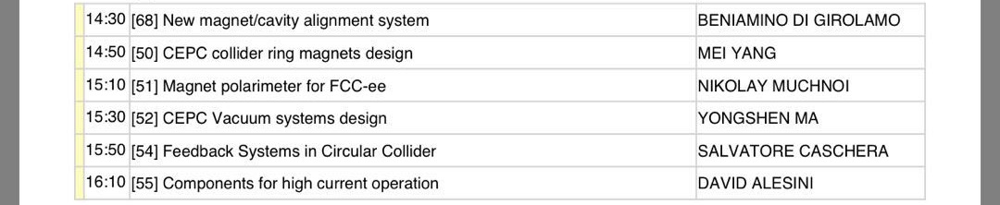 14:30 [68] New magnet/cavity alignment system BENIAMINO DI GIROLAMO
14:50 [50] CEPC collider ring magnets design MEI YANG
15:10 [51] Magnet polarimeter for FCC-ee NIKOLAY MUCHNOI
15:30 [52] CEPC Vacuum systems design YONGSHEN MA
15:50 [54] Feedback Systems in Circular Collider SALVATORE CASCHERA
16:10 [55] Components for high current operation DAVID ALESINI